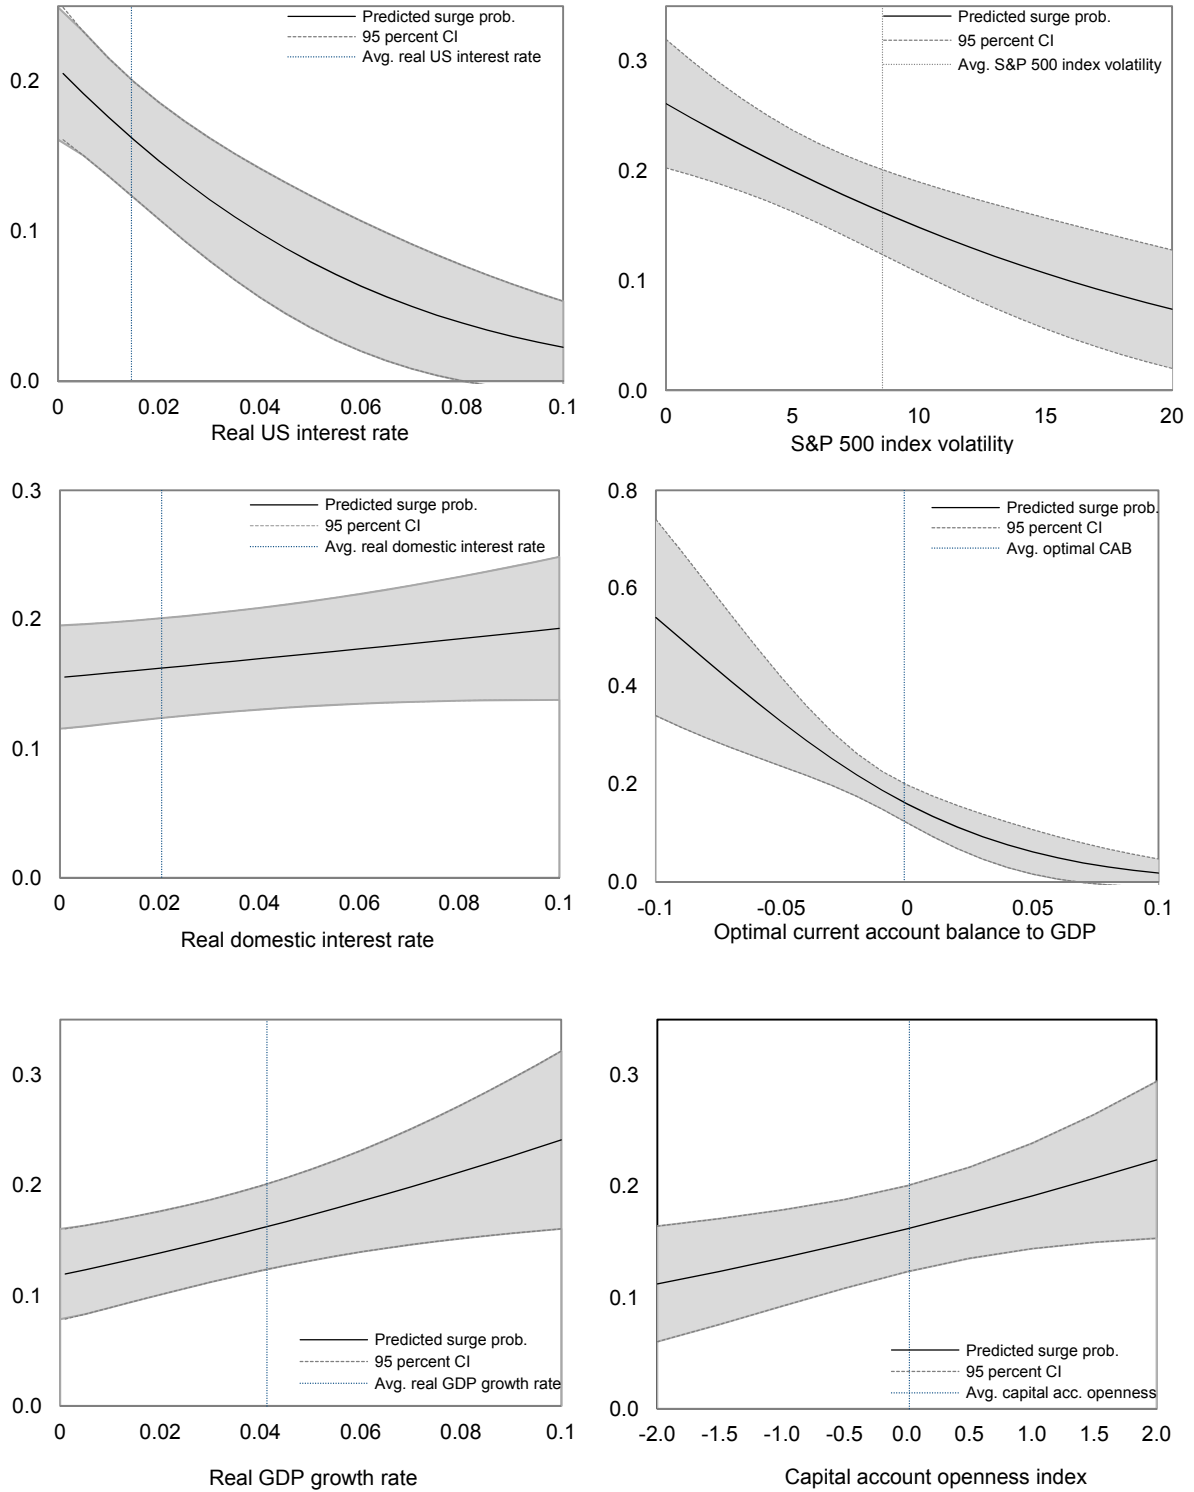 Predicted surge prob.
95 percent CI
Avg. real US interest rate
0.2
0.1
0.0
0 0.02 0.04 0.06 0.08 0.1
Real US interest rate
Predicted surge prob.
95 percent CI
Avg. S&P 500 index volatility
0.3
0.2
0.1
0.0
0 5 10 15 20
S&P 500 index volatility
Predicted surge prob.
95 percent CI
Avg. real domestic interest rate
0.3
0.2
0.1
0.0
0 0.02 0.04 0.06 0.08 0.1
Real domestic interest rate
Predicted surge prob.
95 percent CI
Avg. optimal CAB
0.8
0.6
0.4
0.2
0.0
-0.1 -0.05 0 0.05 0.1
Optimal current account balance to GDP
0.3
0.2
0.1
0.0
Predicted surge prob.
95 percent CI
Avg. real GDP growth rate
0 0.02 0.04 0.06 0.08 0.1
Real GDP growth rate
0.3
0.2
0.1
0.0
Predicted surge prob.
95 percent CI
Avg. capital acc. openness
-2.0 -1.5 -1.0 -0.5 0.0 0.5 1.0 1.5 2.0
Capital account openness index